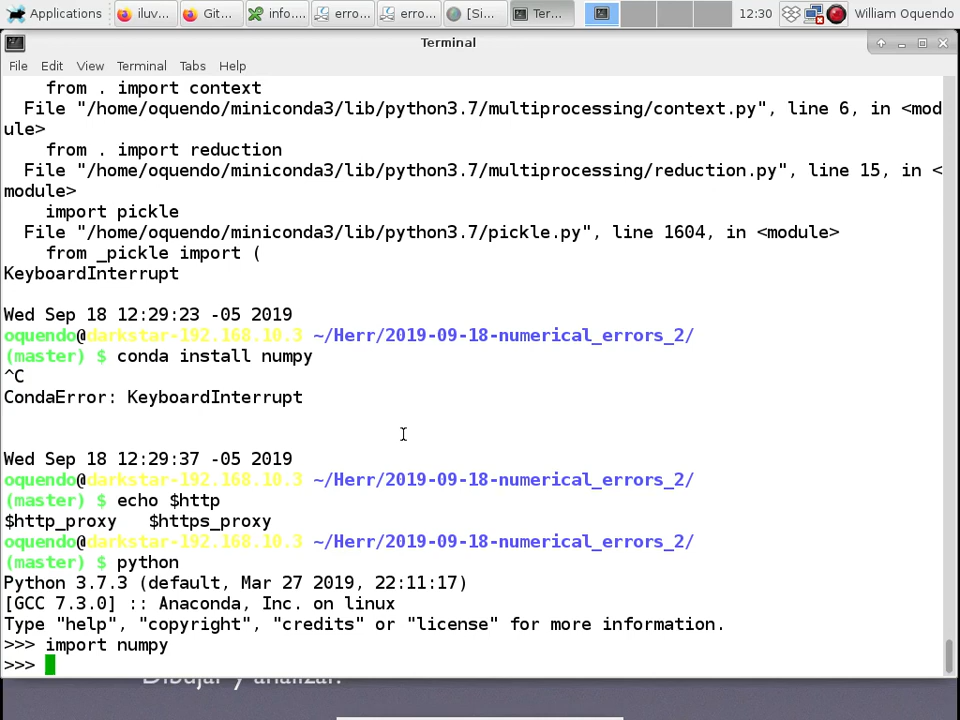 Applications iluv... Git... info.... erro... erro... [Si... Ter... 12:30 William Oquendo
Terminal
File Edit View Terminal Tabs Help
from . import context
File "/home/oquendo/miniconda3/lib/python3.7/multiprocessing/context.py", line 6, in <mod
ule>
from . import reduction
File "/home/oquendo/miniconda3/lib/python3.7/multiprocessing/reduction.py", line 15, in <
module>
import pickle
File "/home/oquendo/miniconda3/lib/python3.7/pickle.py", line 1604, in <module>
from _pickle import (
KeyboardInterrupt
Wed Sep 18 12:29:23 -05 2019
oquendo@darkstar-192.168.10.3 ~/Herr/2019-09-18-numerical_errors_2/
(master) $ conda install numpy
^C
CondaError: KeyboardInterrupt
Wed Sep 18 12:29:37 -05 2019
oquendo@darkstar-192.168.10.3 ~/Herr/2019-09-18-numerical_errors_2/
(master) $ echo $http
$http_proxy $https_proxy
oquendo@darkstar-192.168.10.3 ~/Herr/2019-09-18-numerical_errors_2/
(master) $ python
Python 3.7.3 (default, Mar 27 2019, 22:11:17)
[GCC 7.3.0] :: Anaconda, Inc. on linux
Type "help", "copyright", "credits" or "license" for more information.
>>> import numpy
>>>
Dibujar y analizar.